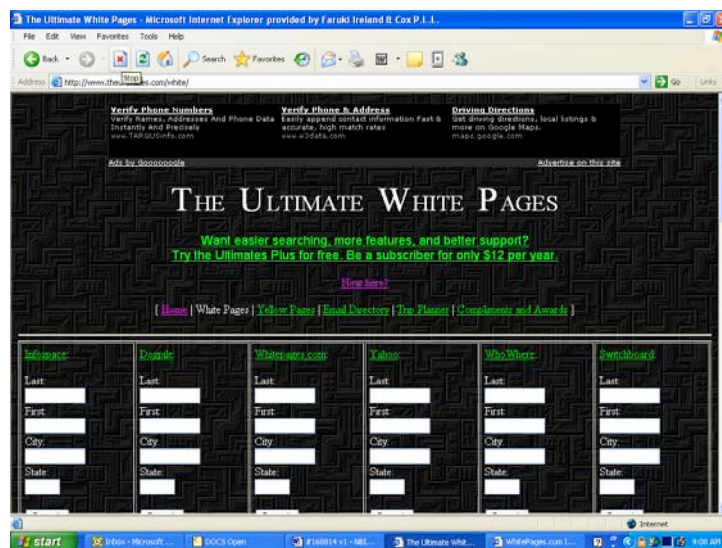 The Ultimate White Pages - Microsoft Internet Explorer provided by Faruki Ireland & Cox P.L.L.
File Edit View Favorites Tools Help
Back Search Favorites
Address http://www.theul es.com/white/ Go Links
Stop
Verify Phone Numbers
Verify Names, Addresses And Phone Data
Instantly And Precisely
www.TARGUSinfo.com
Verify Phone & Address
Easily append contact information Fast &
accurate, high match rates
www.w3data.com
Driving Directions
Get driving directions, local listings &
more on Google Maps.
maps.google.com
Ads by Goooooogle Advertise on this site
THE ULTIMATE WHITE PAGES
Want easier searching, more features, and better support?
Try the Ultimates Plus for free. Be a subscriber for only $12 per year.
New here?
[ Home | White Pages | Yellow Pages | Email Directory | Trip Planner | Compliments and Awards ]
Infospace: Dogpile: Whitepages.com: Yahoo: WhoWhere: Switchboard:
Last: Last: Last: Last: Last: Last:
First: First: First: First: First: First:
City: City: City: City: City: City:
State: State: State: State: State: State:
Internet
start Inbox - Microsoft ... DOCS Open #168014 v1 - NBI... The Ultimate Whit... WhitePages.com I... 9:08 AM